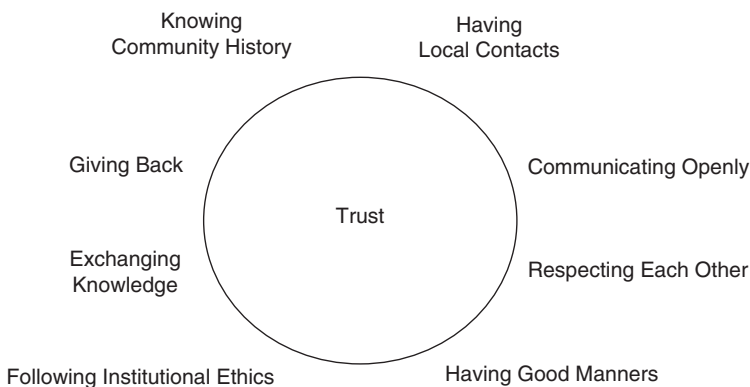 Knowing
Community History
Having
Local Contacts
Giving Back
Communicating Openly
Trust
Exchanging
Knowledge
Respecting Each Other
Following Institutional Ethics
Having Good Manners